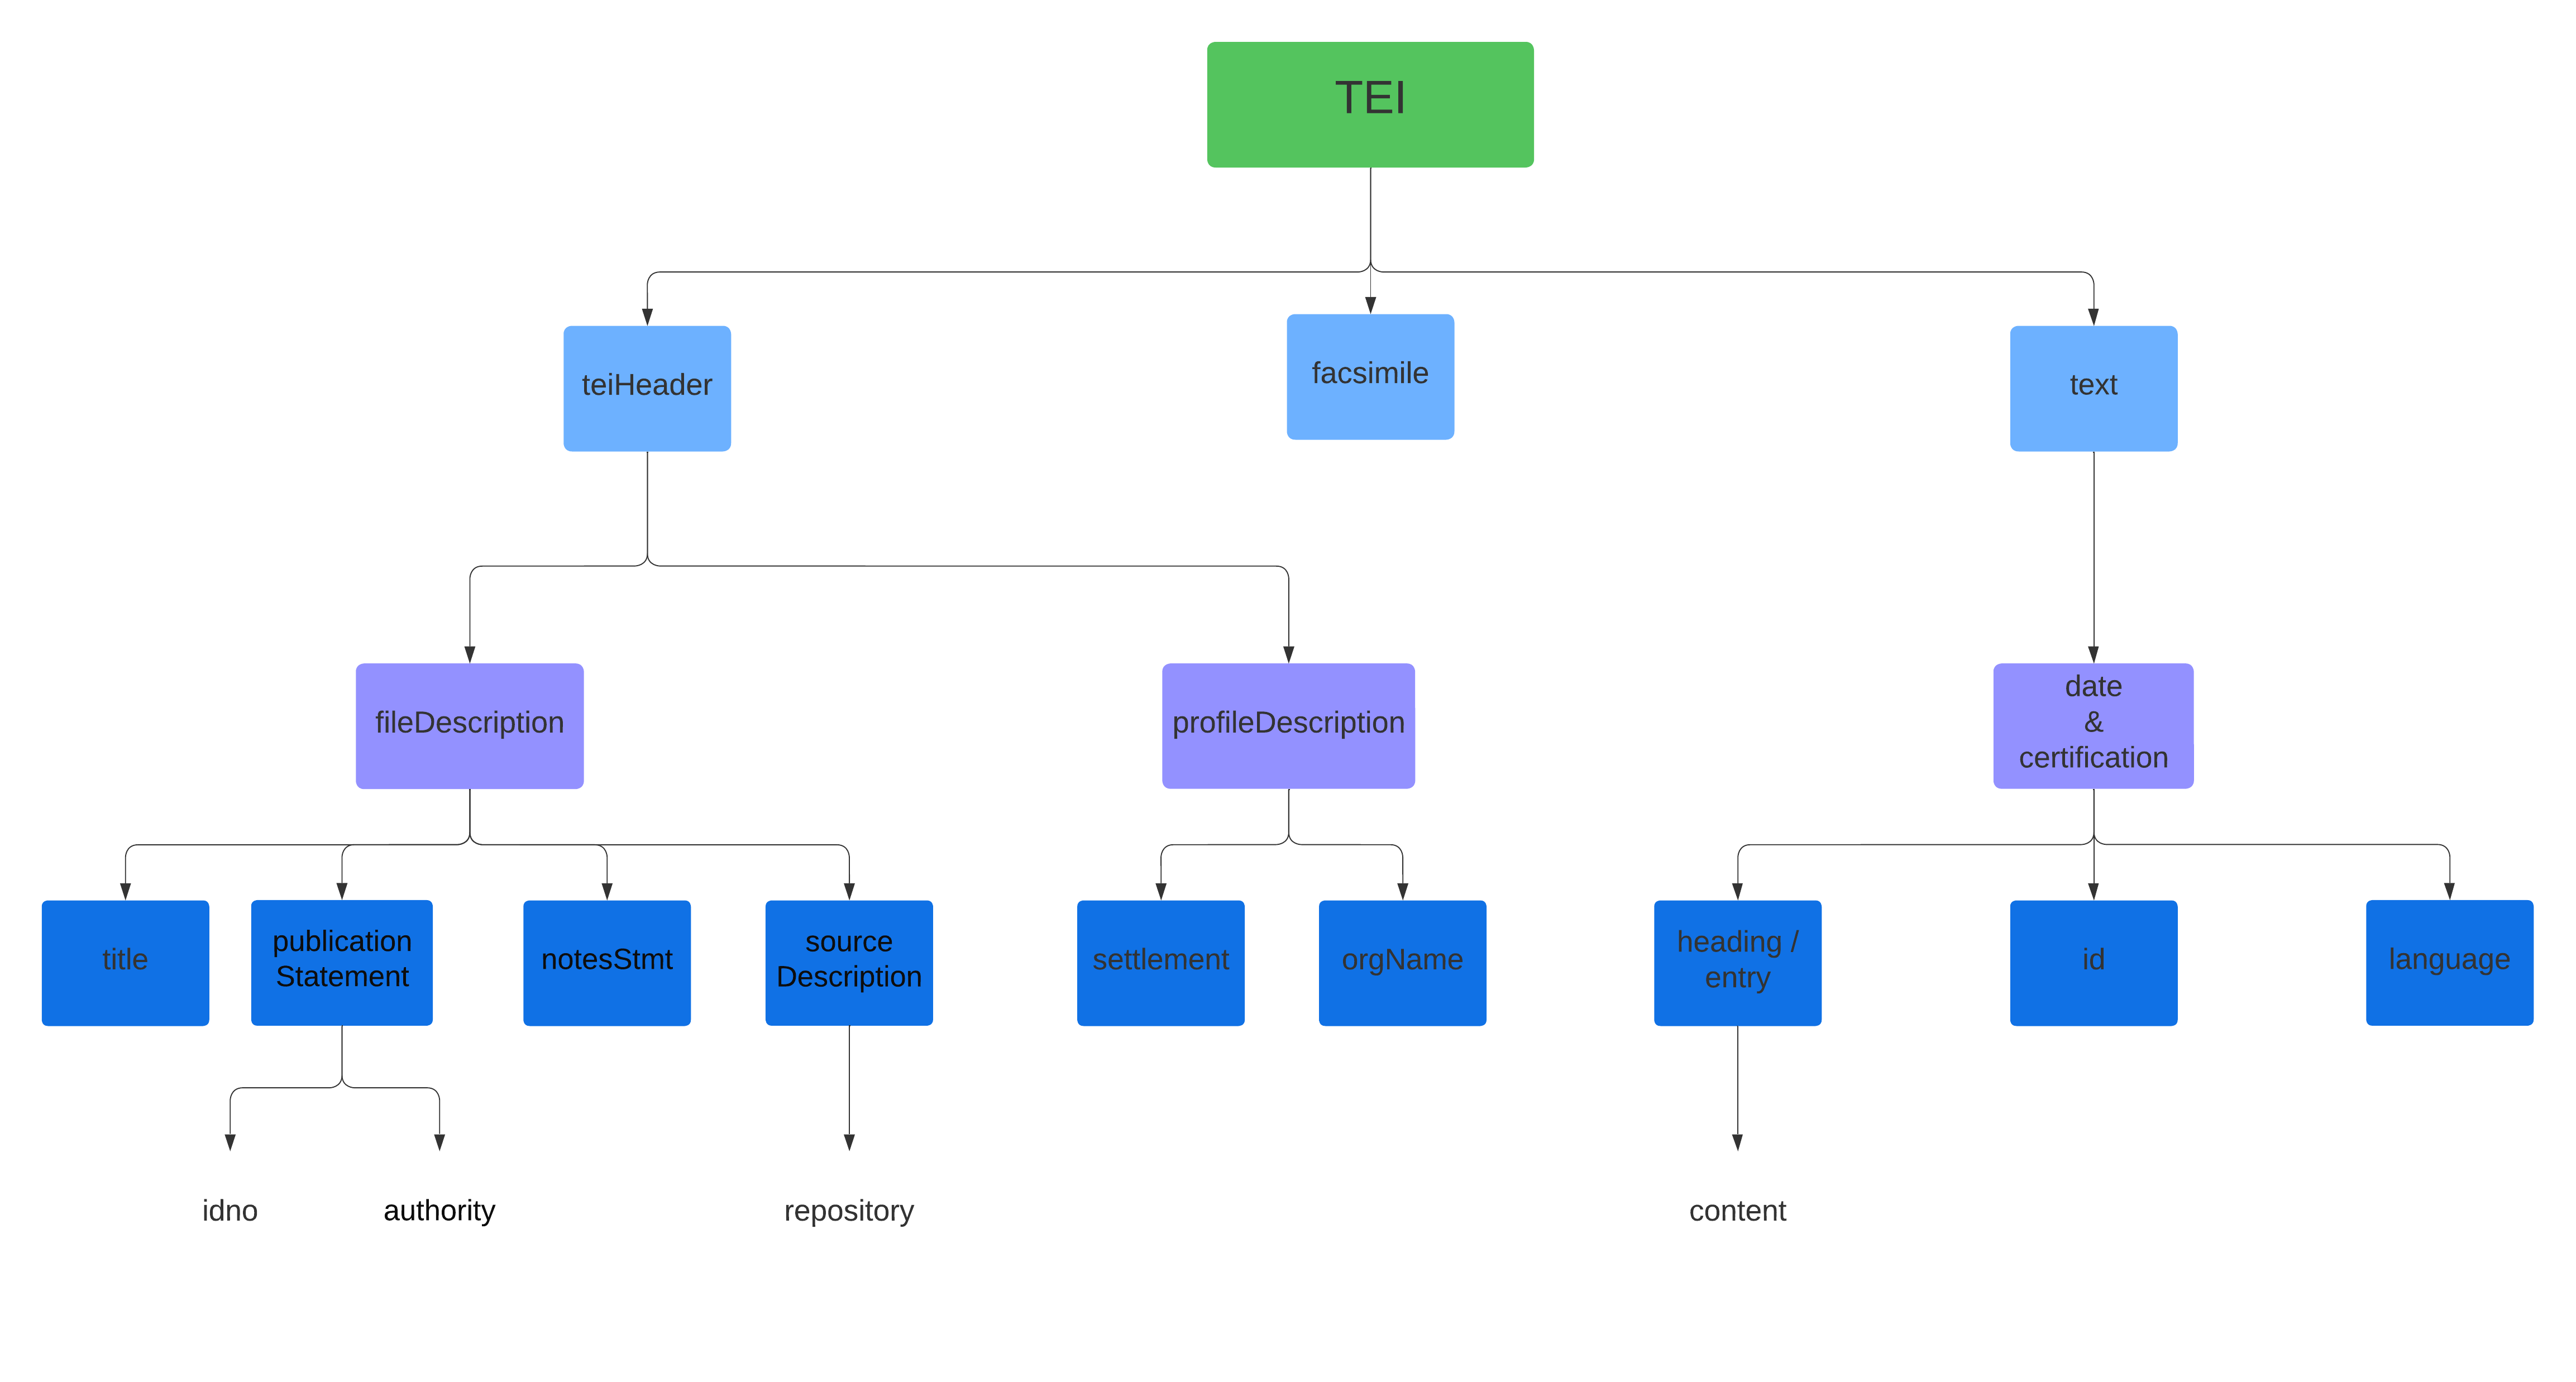 TEI
teiHeader
facsimile
text
fileDescription
profileDescription
date
&
certification
title
publication
Statement
notesStmt
source
Description
settlement
orgName
heading /
entry
id
language
idno
authority
repository
content